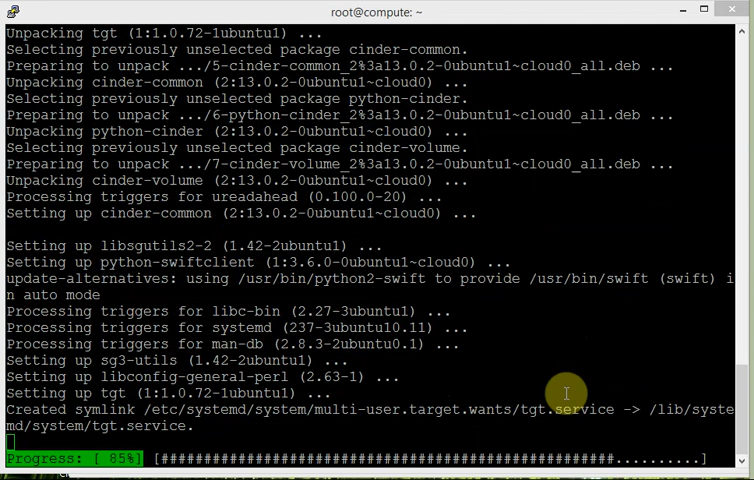 root@compute: ~
Unpacking tgt (1:1.0.72-1ubuntu1) ...
Selecting previously unselected package cinder-common.
Preparing to unpack .../5-cinder-common_2%3a13.0.2-0ubuntu1~cloud0_all.deb ...
Unpacking cinder-common (2:13.0.2-0ubuntu1~cloud0) ...
Selecting previously unselected package python-cinder.
Preparing to unpack .../6-python-cinder_2%3a13.0.2-0ubuntu1~cloud0_all.deb ...
Unpacking python-cinder (2:13.0.2-0ubuntu1~cloud0) ...
Selecting previously unselected package cinder-volume.
Preparing to unpack .../7-cinder-volume_2%3a13.0.2-0ubuntu1~cloud0_all.deb ...
Unpacking cinder-volume (2:13.0.2-0ubuntu1~cloud0) ...
Processing triggers for ureadahead (0.100.0-20) ...
Setting up cinder-common (2:13.0.2-0ubuntu1~cloud0) ...
Setting up libsgutils2-2 (1.42-2ubuntu1) ...
Setting up python-swiftclient (1:3.6.0-0ubuntu1~cloud0) ...
update-alternatives: using /usr/bin/python2-swift to provide /usr/bin/swift (swift) i
n auto mode
Processing triggers for libc-bin (2.27-3ubuntu1) ...
Processing triggers for systemd (237-3ubuntu10.11) ...
Processing triggers for man-db (2.8.3-2ubuntu0.1) ...
Setting up sg3-utils (1.42-2ubuntu1) ...
Setting up libconfig-general-perl (2.63-1) ...
Setting up tgt (1:1.0.72-1ubuntu1) ...
Created symlink /etc/systemd/system/multi-user.target.wants/tgt.service -> /lib/syste
md/system/tgt.service.
Progress: [ 85%] [######################################################..........]